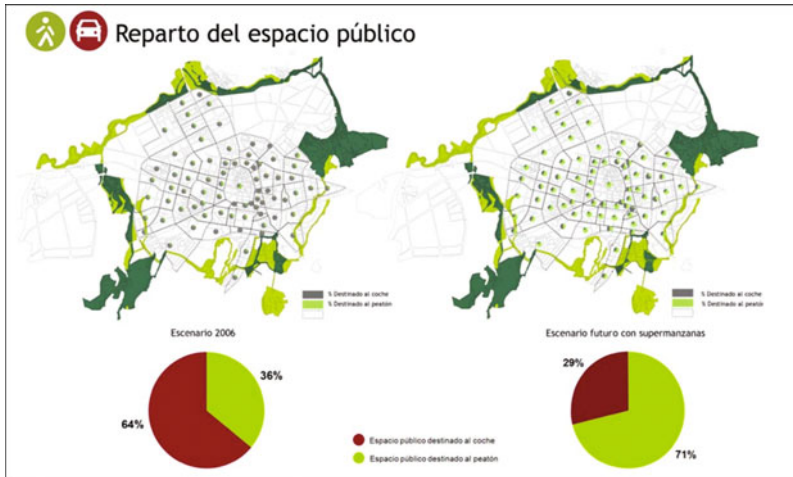 Reparto del espacio público
% Destinado al coche
% Destinado al peatón
% Destinado al coche
% Destinado al peatón
Escenario 2006
Escenario futuro con supermanzanas
36%
64%
29%
71%
Espacio público destinado al coche
Espacio público destinado al peatón